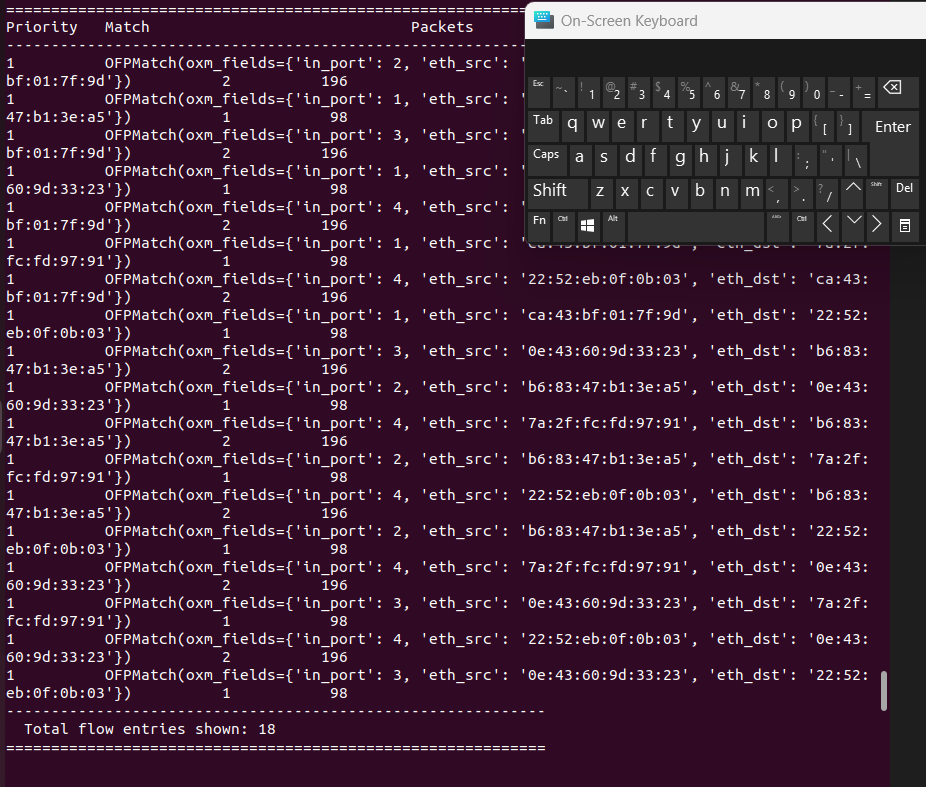 ============================================================
Priority   Match                             Packets
------------------------------------------------------------
1          OFPMatch(oxm_fields={'in_port': 2, 'eth_src': '
bf:01:7f:9d'})          2          196
1          OFPMatch(oxm_fields={'in_port': 1, 'eth_src': '
47:b1:3e:a5'})          1           98
1          OFPMatch(oxm_fields={'in_port': 3, 'eth_src': '
bf:01:7f:9d'})          2          196
1          OFPMatch(oxm_fields={'in_port': 1, 'eth_src': '
60:9d:33:23'})          1           98
1          OFPMatch(oxm_fields={'in_port': 4, 'eth_src': '
bf:01:7f:9d'})          2          196
1          OFPMatch(oxm_fields={'in_port': 1, 'eth_src': 'ca:43:bf:01:7f:9d', 'eth_dst': '7a:2f:
fc:fd:97:91'})          1           98
1          OFPMatch(oxm_fields={'in_port': 4, 'eth_src': '22:52:eb:0f:0b:03', 'eth_dst': 'ca:43:
bf:01:7f:9d'})          2          196
1          OFPMatch(oxm_fields={'in_port': 1, 'eth_src': 'ca:43:bf:01:7f:9d', 'eth_dst': '22:52:
eb:0f:0b:03'})          1           98
1          OFPMatch(oxm_fields={'in_port': 3, 'eth_src': '0e:43:60:9d:33:23', 'eth_dst': 'b6:83:
47:b1:3e:a5'})          2          196
1          OFPMatch(oxm_fields={'in_port': 2, 'eth_src': 'b6:83:47:b1:3e:a5', 'eth_dst': '0e:43:
60:9d:33:23'})          1           98
1          OFPMatch(oxm_fields={'in_port': 4, 'eth_src': '7a:2f:fc:fd:97:91', 'eth_dst': 'b6:83:
47:b1:3e:a5'})          2          196
1          OFPMatch(oxm_fields={'in_port': 2, 'eth_src': 'b6:83:47:b1:3e:a5', 'eth_dst': '7a:2f:
fc:fd:97:91'})          1           98
1          OFPMatch(oxm_fields={'in_port': 4, 'eth_src': '22:52:eb:0f:0b:03', 'eth_dst': 'b6:83:
47:b1:3e:a5'})          2          196
1          OFPMatch(oxm_fields={'in_port': 2, 'eth_src': 'b6:83:47:b1:3e:a5', 'eth_dst': '22:52:
eb:0f:0b:03'})          1           98
1          OFPMatch(oxm_fields={'in_port': 4, 'eth_src': '7a:2f:fc:fd:97:91', 'eth_dst': '0e:43:
60:9d:33:23'})          2          196
1          OFPMatch(oxm_fields={'in_port': 3, 'eth_src': '0e:43:60:9d:33:23', 'eth_dst': '7a:2f:
fc:fd:97:91'})          1           98
1          OFPMatch(oxm_fields={'in_port': 4, 'eth_src': '22:52:eb:0f:0b:03', 'eth_dst': '0e:43:
60:9d:33:23'})          2          196
1          OFPMatch(oxm_fields={'in_port': 3, 'eth_src': '0e:43:60:9d:33:23', 'eth_dst': '22:52:
eb:0f:0b:03'})          1           98
------------------------------------------------------------
  Total flow entries shown: 18
============================================================
On-Screen Keyboard
Esc ~ ` ! 1 @ 2 # 3 $ 4 % 5 ^ 6 & 7 * 8 ( 9 ) 0 _ - + =
Tab q w e r t y u i o p { [ } ] Enter
Caps a s d f g h j k l : ; " ' | \
Shift z x c v b n m < , > . ? / Shift Del
Fn Ctrl Alt AltGr Ctrl